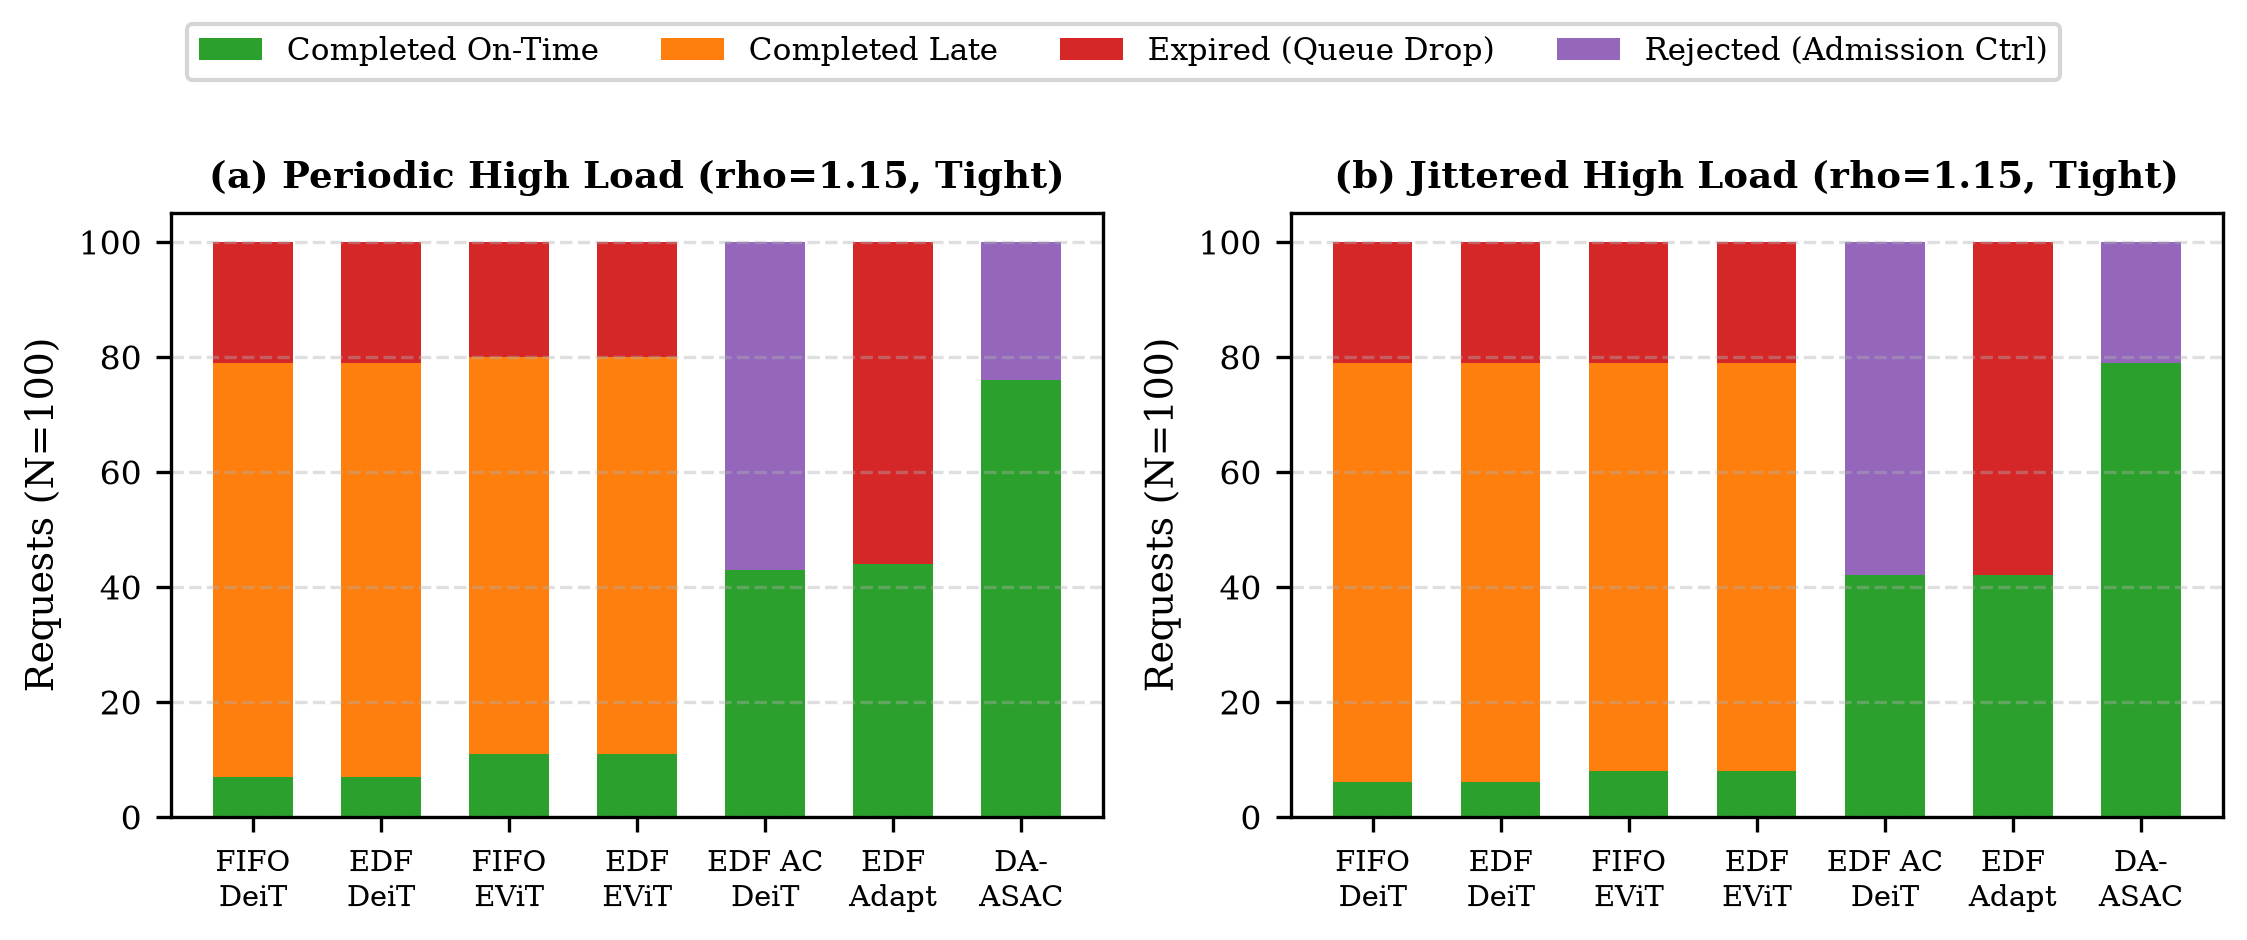 Completed On-Time Completed Late Expired (Queue Drop) Rejected (Admission Ctrl)
(a) Periodic High Load (rho=1.15, Tight)
Requests (N=100)
100
80
60
40
20
0
FIFO DeiT
EDF DeiT
FIFO EViT
EDF EViT
EDF AC DeiT
EDF Adapt
DA-ASAC
(b) Jittered High Load (rho=1.15, Tight)
Requests (N=100)
100
80
60
40
20
0
FIFO DeiT
EDF DeiT
FIFO EViT
EDF EViT
EDF AC DeiT
EDF Adapt
DA-ASAC